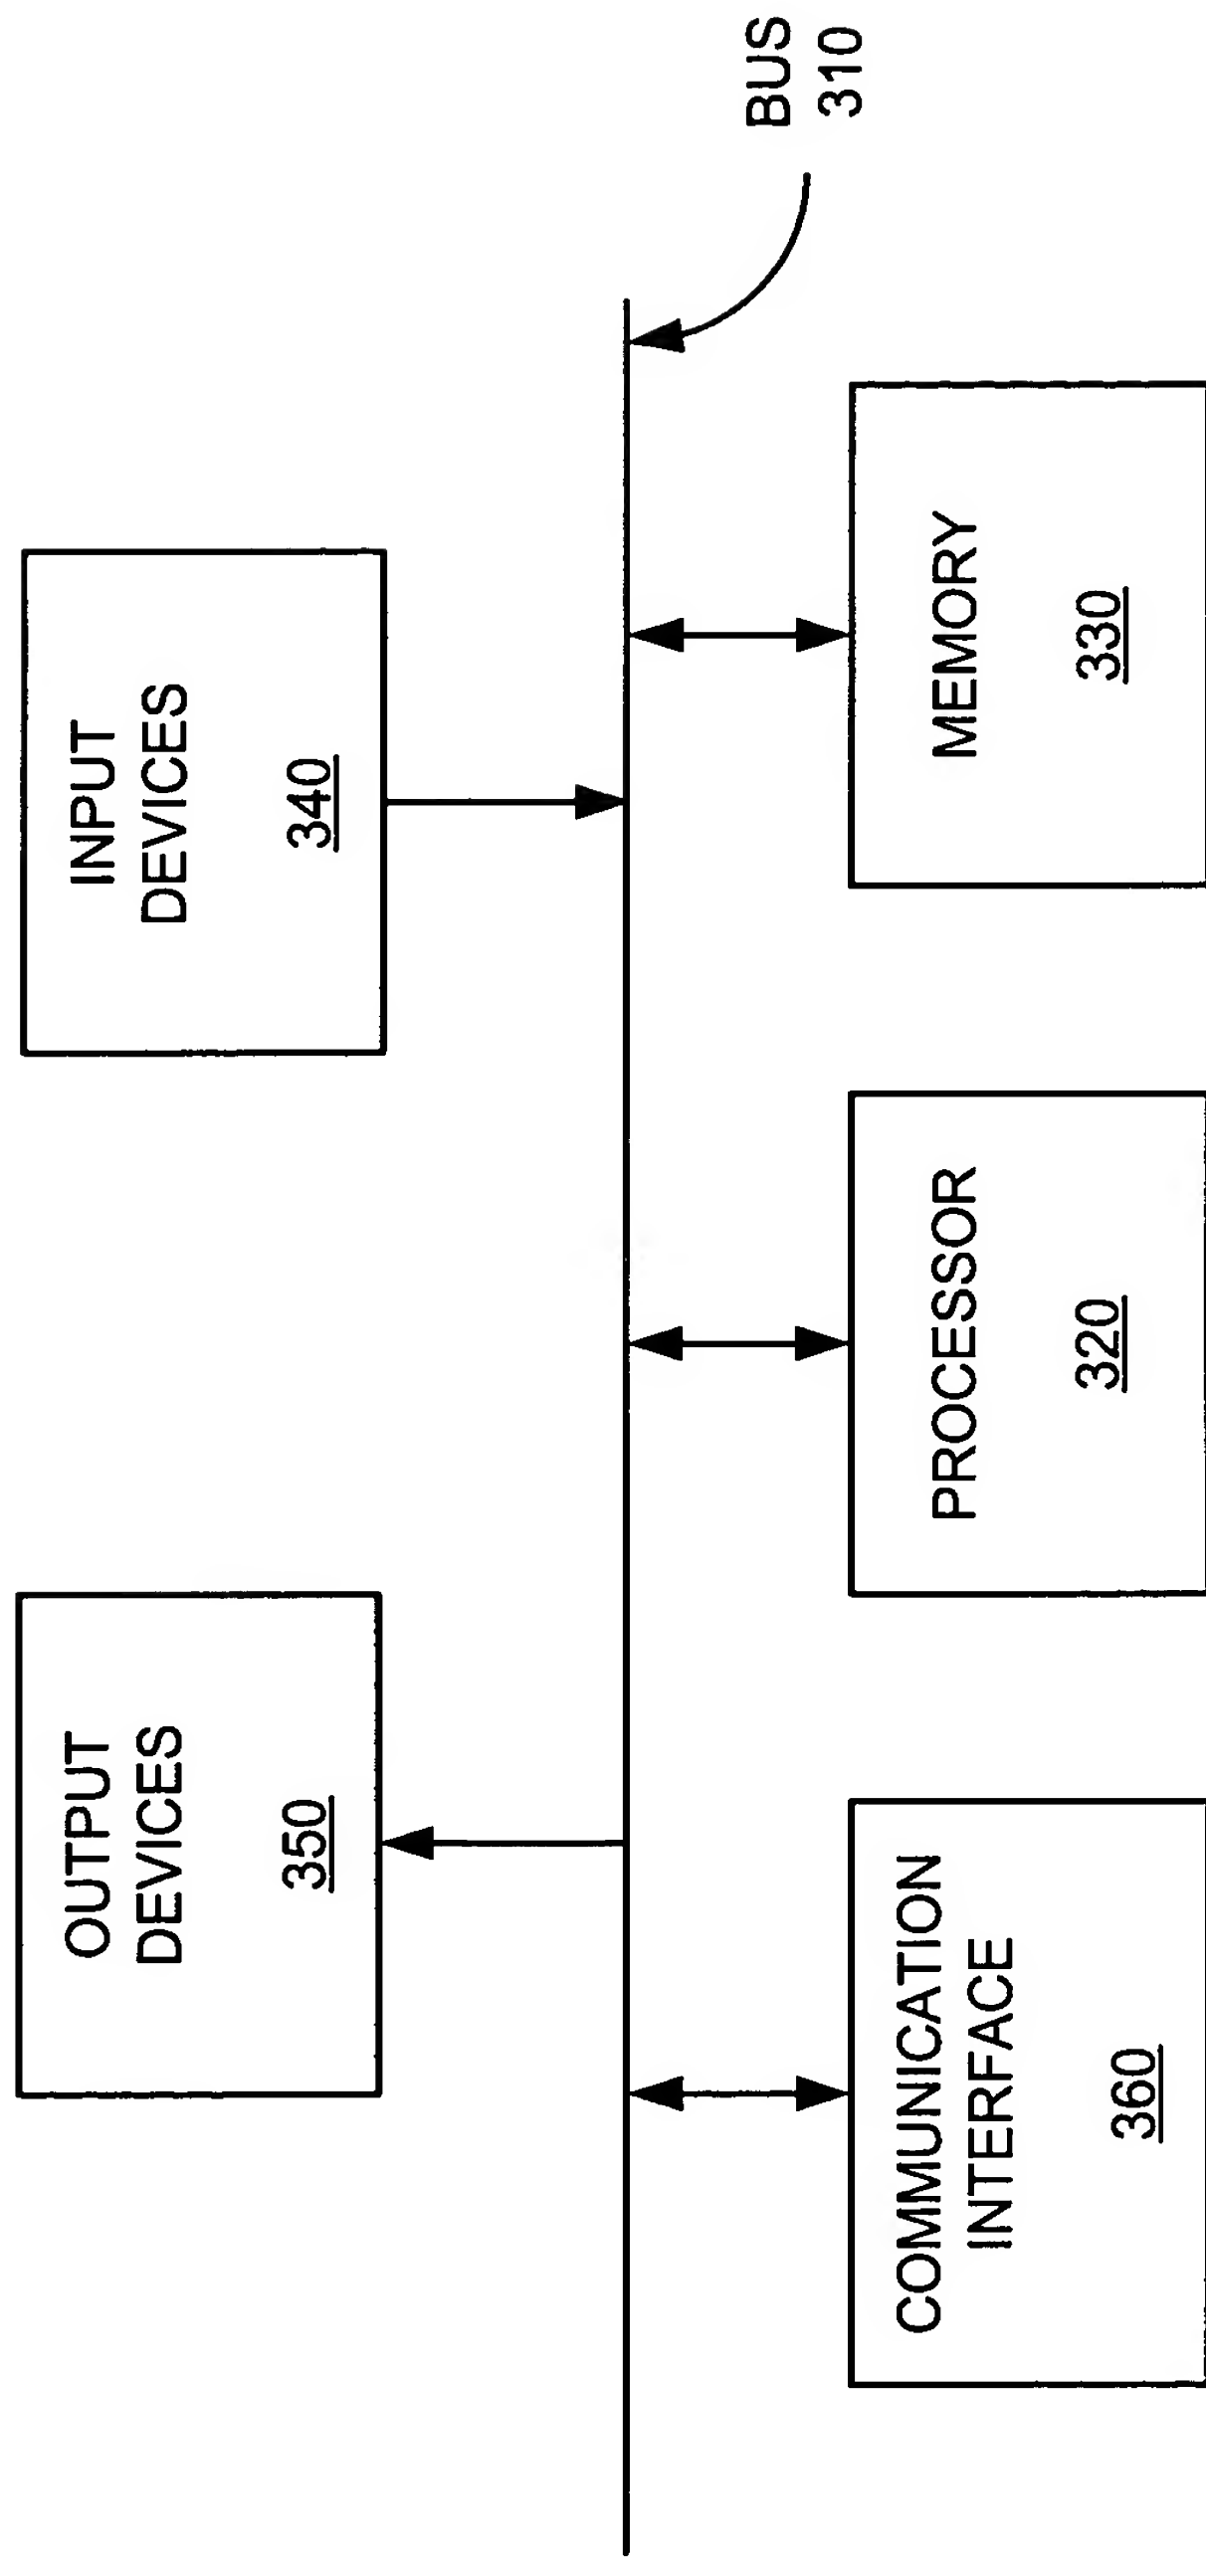 OUTPUT
DEVICES
350
INPUT
DEVICES
340
BUS
310
COMMUNICATION
INTERFACE
360
PROCESSOR
320
MEMORY
330